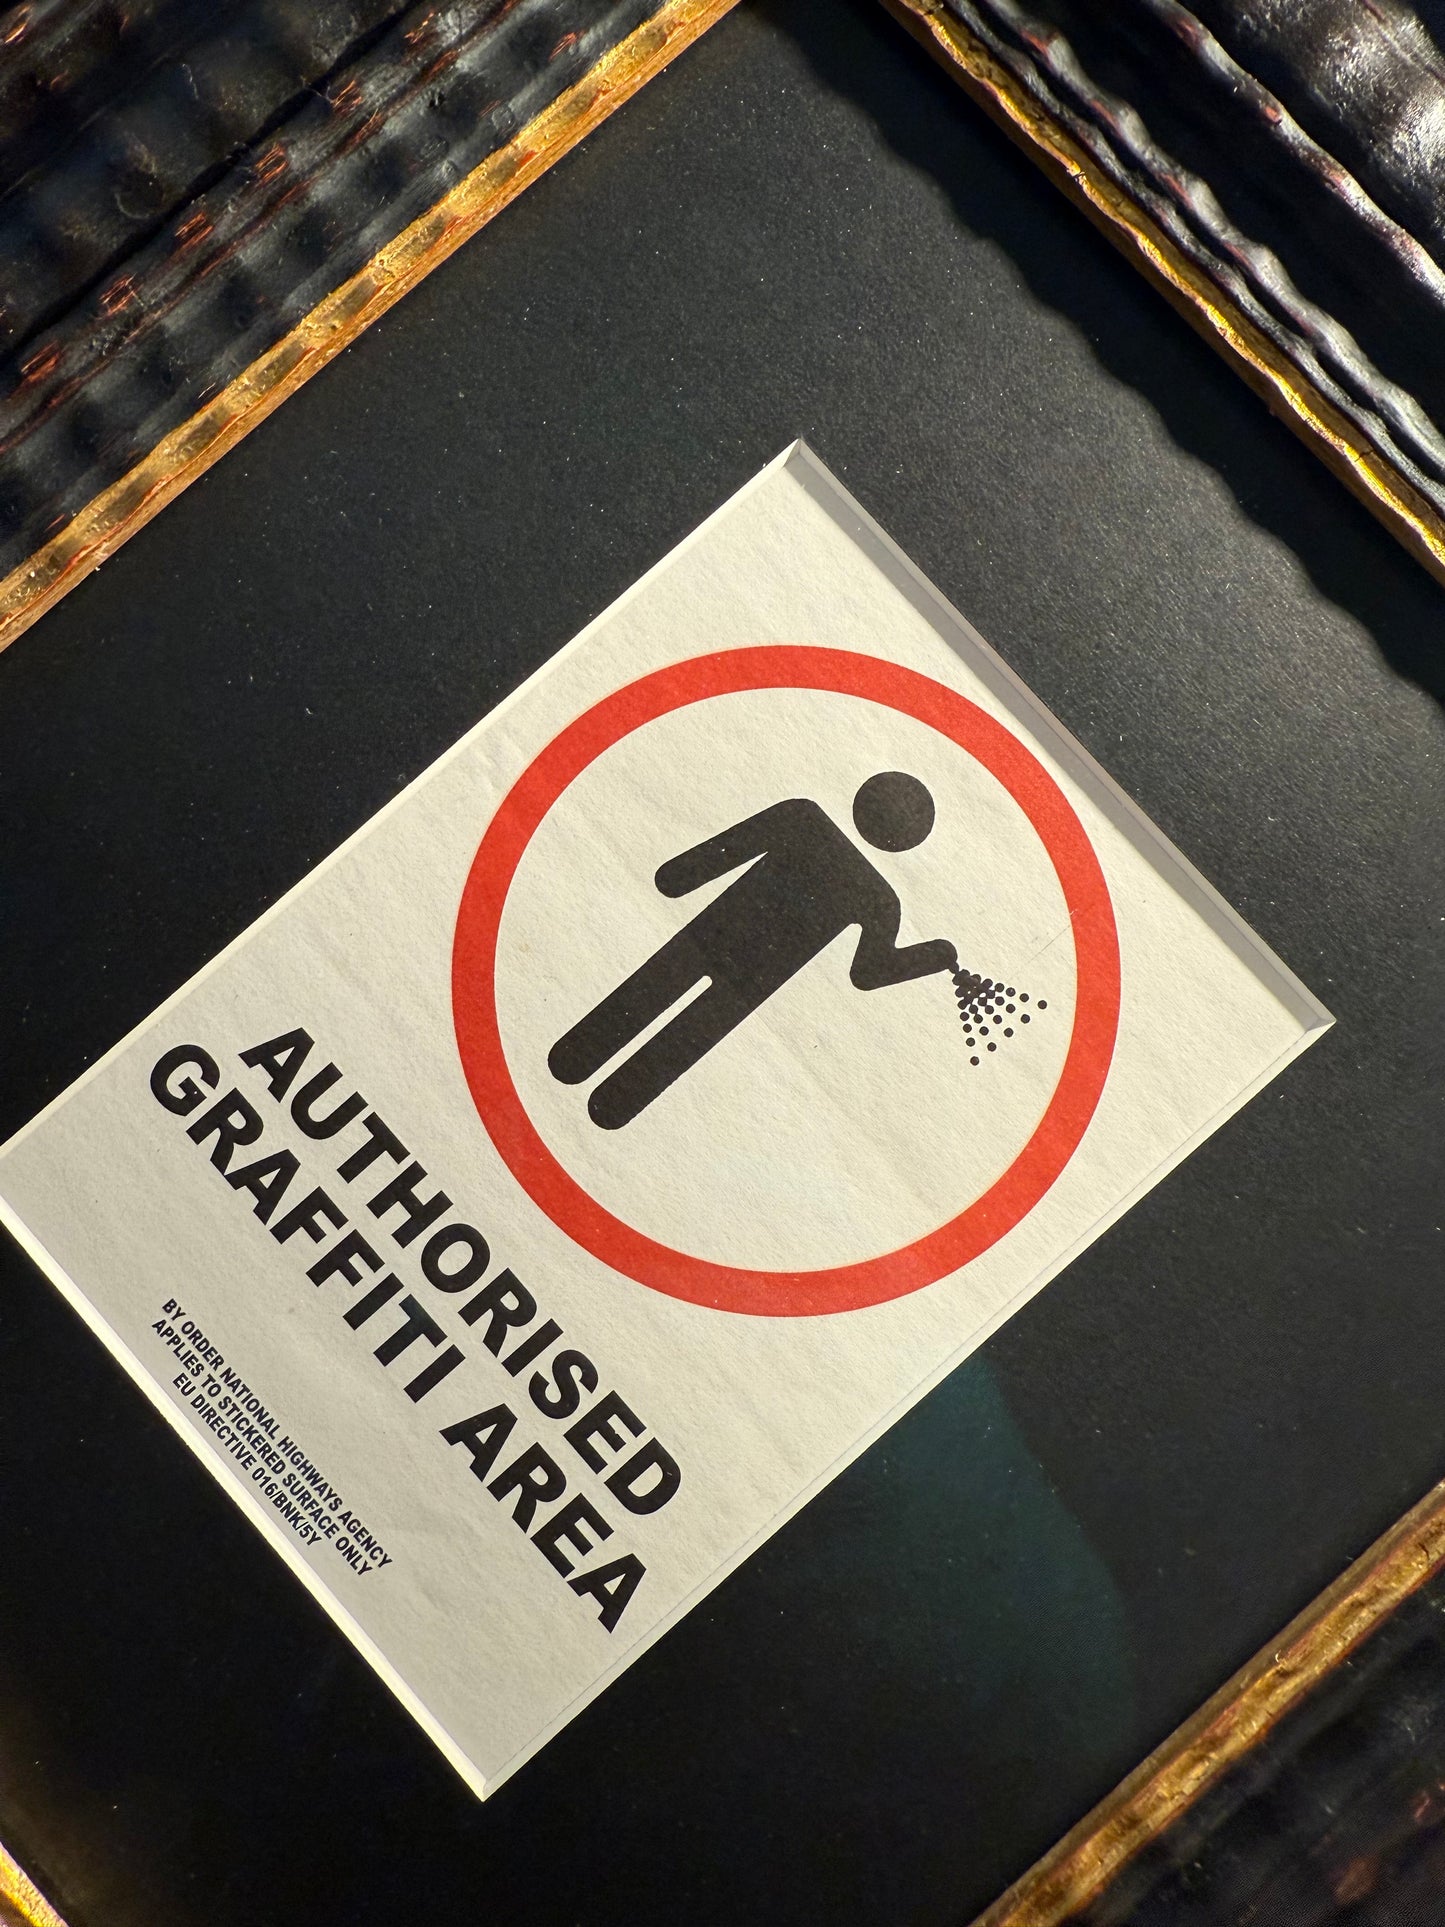 AUTHORISED
GRAFFITI AREA
BY ORDER NATIONAL HIGHWAYS AGENCY
APPLIES TO STICKERED SURFACE ONLY
EU DIRECTIVE 016/BNK/5Y